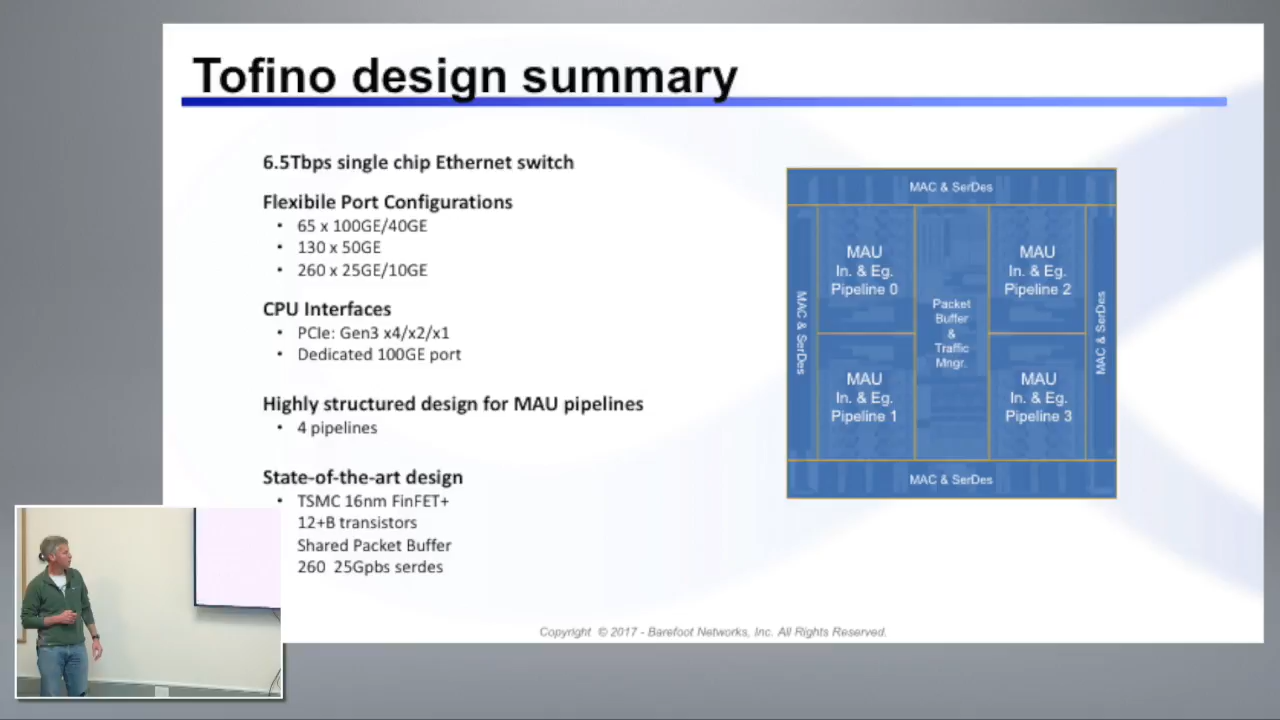 Tofino design summary
6.5Tbps single chip Ethernet switch
Flexibile Port Configurations
• 65 x 100GE/40GE
• 130 x 50GE
• 260 x 25GE/10GE
CPU Interfaces
• PCIe: Gen3 x4/x2/x1
• Dedicated 100GE port
Highly structured design for MAU pipelines
• 4 pipelines
State-of-the-art design
• TSMC 16nm FinFET+
12+B transistors
Shared Packet Buffer
260 25Gpbs serdes
MAC & SerDes
MAC & SerDes
MAU
In. & Eg.
Pipeline 0
MAU
In. & Eg.
Pipeline 1
Packet
Buffer
&
Traffic
Mngr.
MAU
In. & Eg.
Pipeline 2
MAU
In. & Eg.
Pipeline 3
MAC & SerDes
MAC & SerDes
Copyright © 2017 - Barefoot Networks, Inc. All Rights Reserved.